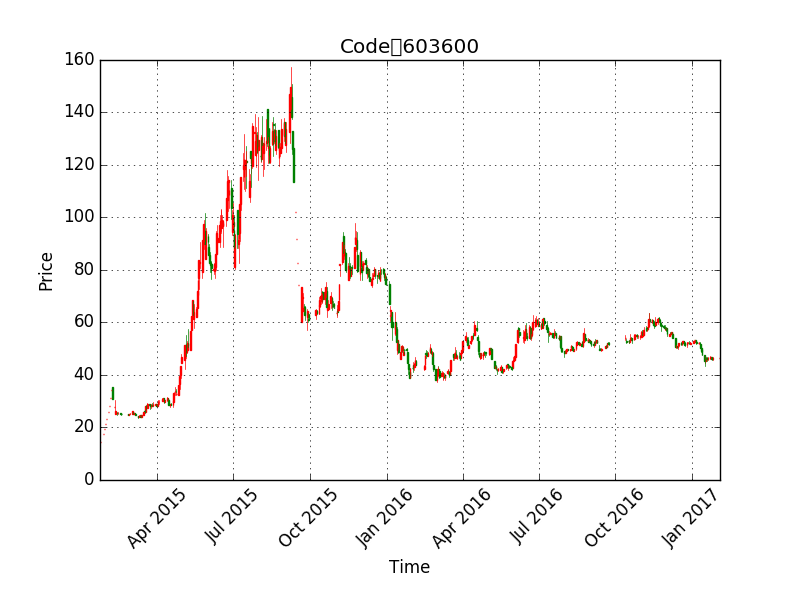 Code▯603600
160
140
120
100
80
60
40
20
0
Price
Apr 2015
Jul 2015
Oct 2015
Jan 2016
Apr 2016
Jul 2016
Oct 2016
Jan 2017
Time